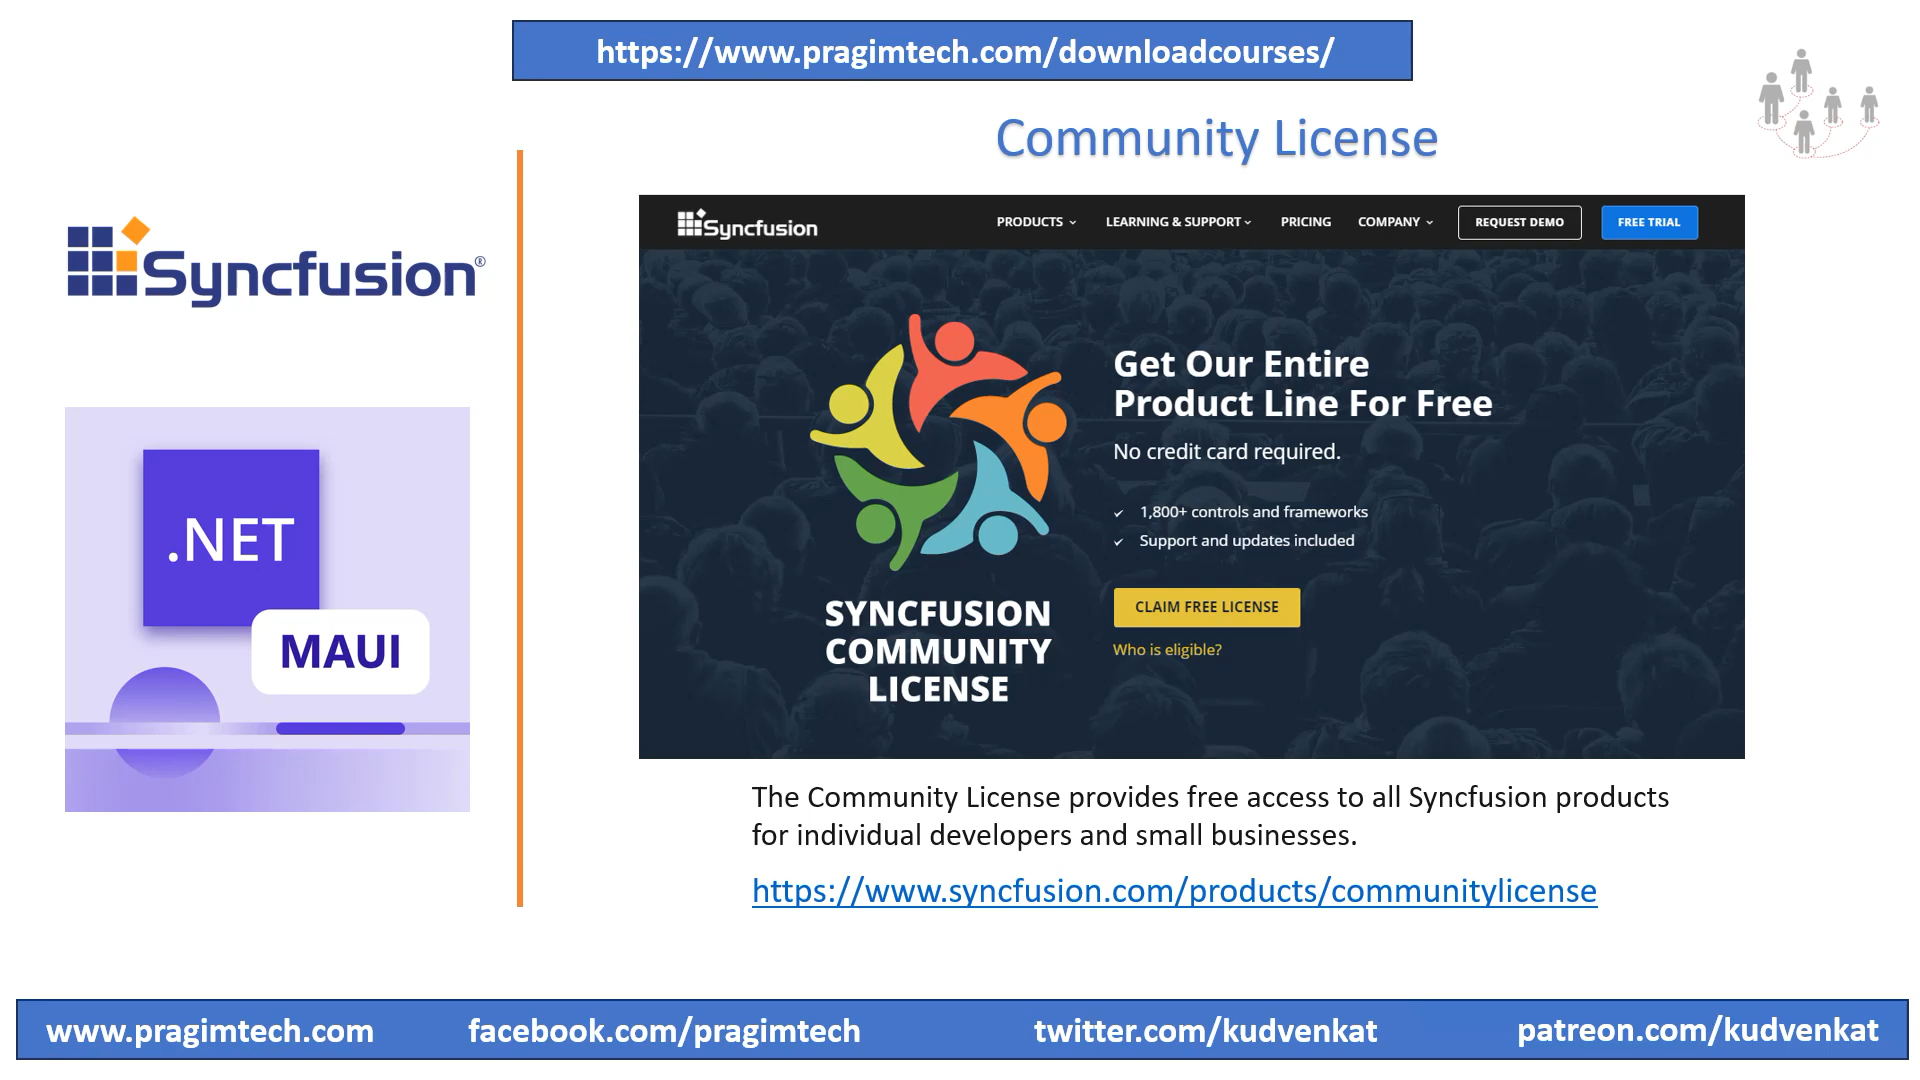 https://www.pragimtech.com/downloadcourses/
Community License
Syncfusion®
.NET
MAUI
Syncfusion
PRODUCTS
LEARNING & SUPPORT
PRICING
COMPANY
REQUEST DEMO
FREE TRIAL
SYNCFUSION
COMMUNITY
LICENSE
Get Our Entire
Product Line For Free
No credit card required.
1,800+ controls and frameworks
Support and updates included
CLAIM FREE LICENSE
Who is eligible?
The Community License provides free access to all Syncfusion products
for individual developers and small businesses.
https://www.syncfusion.com/products/communitylicense
www.pragimtech.com
facebook.com/pragimtech
twitter.com/kudvenkat
patreon.com/kudvenkat